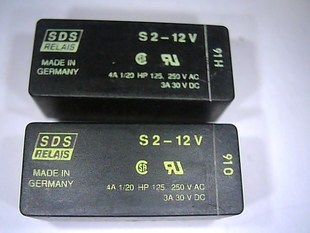 SDS
RELAIS
S2-12V
MADE IN
GERMANY
4A 1/20 HP 125, 250 V AC
3A 30 V DC
91H
SDS
RELAIS
S2-12V
MADE IN
GERMANY
4A 1/20 HP 125, 250 V AC
3A 30 V DC
910